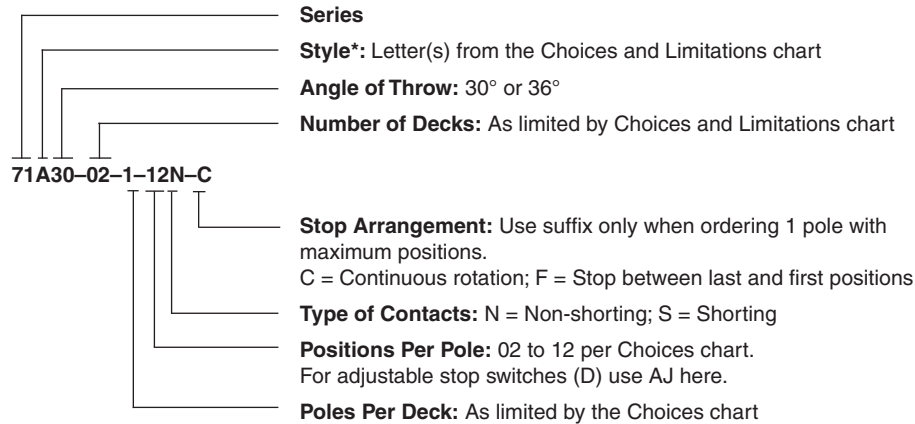 Series
Style*: Letter(s) from the Choices and Limitations chart
Angle of Throw: 30° or 36°
Number of Decks: As limited by Choices and Limitations chart
71A30–02–1–12N–C
Stop Arrangement: Use suffix only when ordering 1 pole with
maximum positions.
C = Continuous rotation; F = Stop between last and first positions
Type of Contacts: N = Non-shorting; S = Shorting
Positions Per Pole: 02 to 12 per Choices chart.
For adjustable stop switches (D) use AJ here.
Poles Per Deck: As limited by the Choices chart